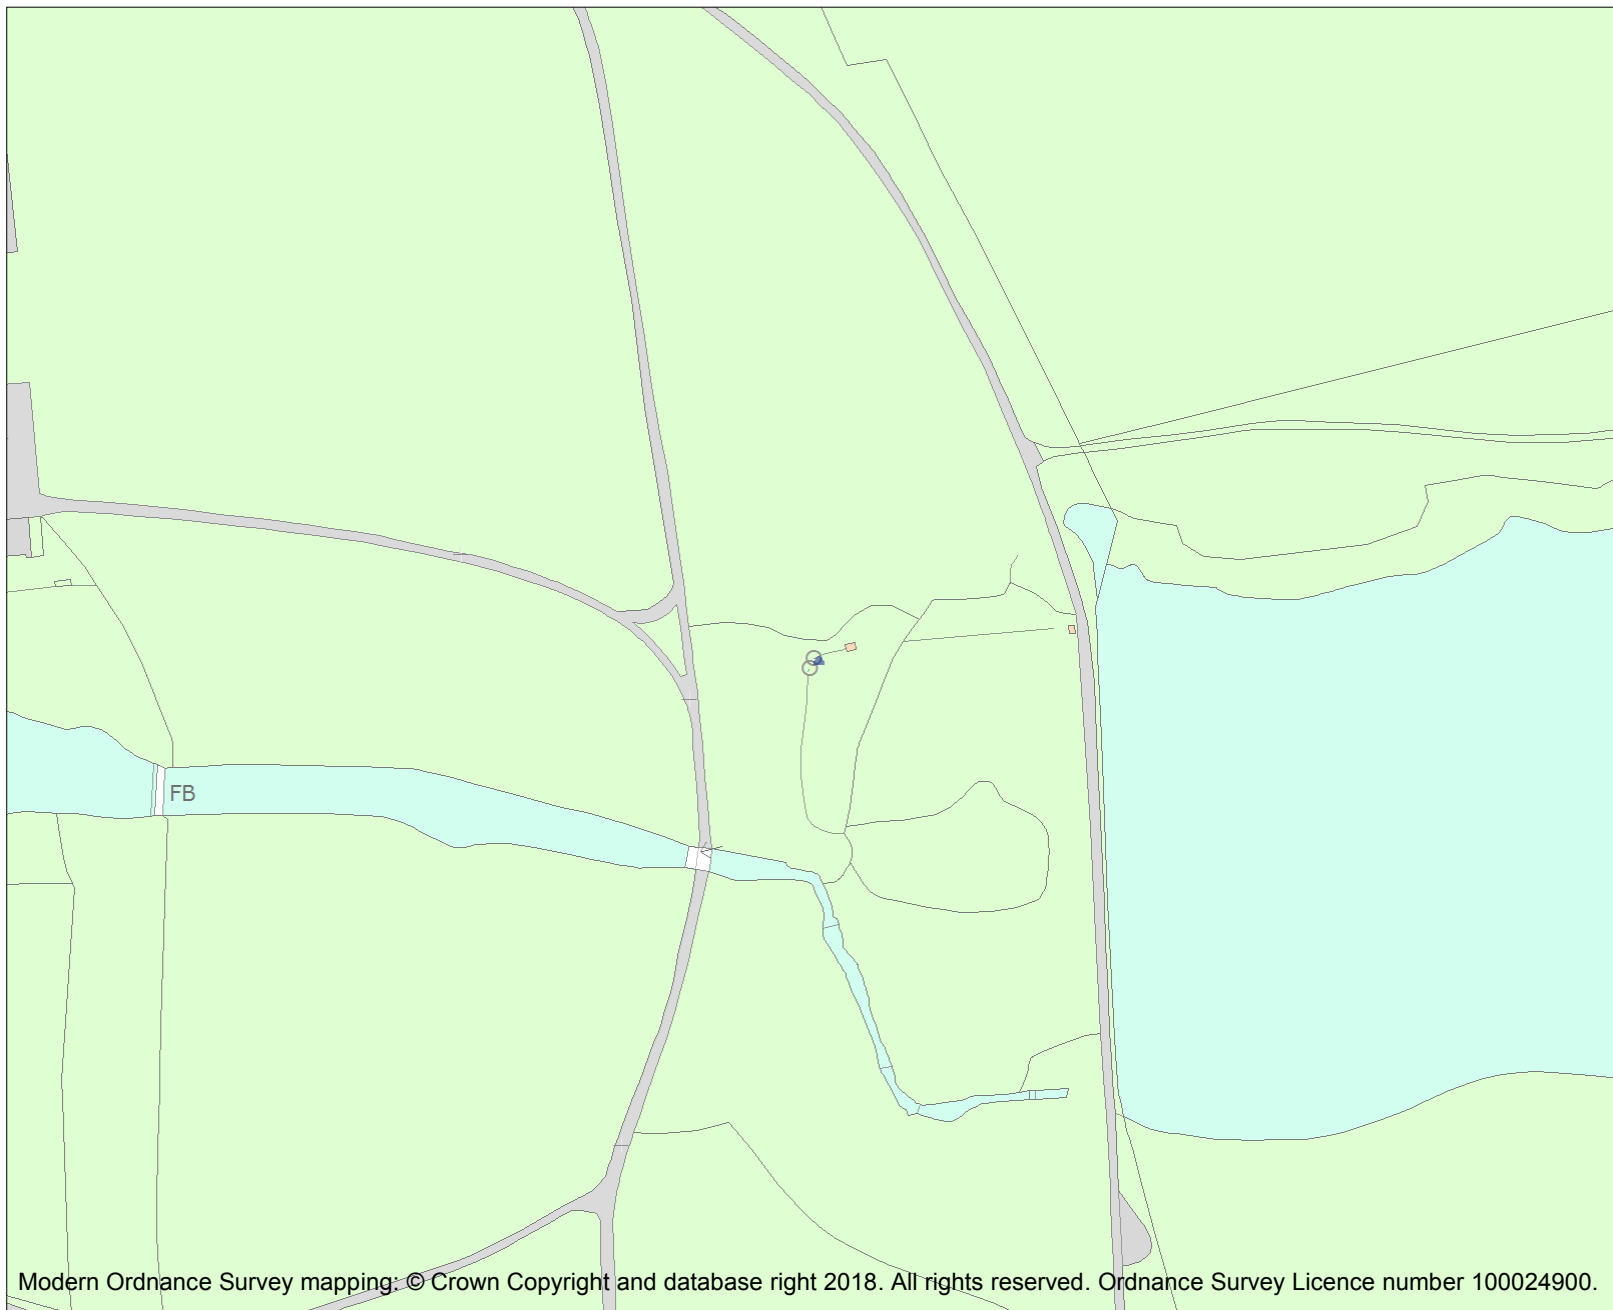 FB
Modern Ordnance Survey mapping: © Crown Copyright and database right 2018. All rights reserved. Ordnance Survey Licence number 100024900.